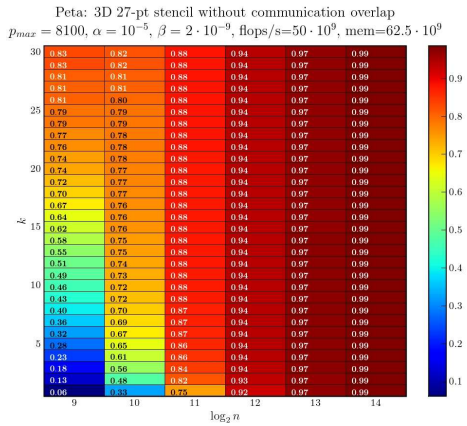 Peta: 3D 27-pt stencil without communication overlap
p_max = 8100, α = 10⁻⁵, β = 2 · 10⁻⁹, flops/s=50 · 10⁹, mem=62.5 · 10⁹
30 0.83 0.82 0.88 0.94 0.97 0.99
0.83 0.82 0.88 0.94 0.97 0.99
0.81 0.81 0.88 0.94 0.97 0.99
0.81 0.81 0.88 0.94 0.97 0.99
0.81 0.80 0.88 0.94 0.97 0.99
25 0.79 0.79 0.88 0.94 0.97 0.99
0.79 0.79 0.88 0.94 0.97 0.99
0.77 0.78 0.88 0.94 0.97 0.99
0.76 0.78 0.88 0.94 0.97 0.99
0.74 0.78 0.88 0.94 0.97 0.99
20 0.74 0.77 0.88 0.94 0.97 0.99
0.72 0.77 0.88 0.94 0.97 0.99
0.70 0.77 0.88 0.94 0.97 0.99
0.67 0.76 0.88 0.94 0.97 0.99
0.64 0.76 0.88 0.94 0.97 0.99
15 0.62 0.76 0.88 0.94 0.97 0.99
0.58 0.75 0.88 0.94 0.97 0.99
0.55 0.75 0.88 0.94 0.97 0.99
0.51 0.74 0.88 0.94 0.97 0.99
0.49 0.73 0.88 0.94 0.97 0.99
10 0.46 0.72 0.88 0.94 0.97 0.99
0.43 0.72 0.88 0.94 0.97 0.99
0.40 0.70 0.87 0.94 0.97 0.99
0.36 0.69 0.87 0.94 0.97 0.99
0.32 0.67 0.86 0.94 0.97 0.99
5 0.28 0.65 0.86 0.94 0.97 0.99
0.23 0.61 0.86 0.94 0.97 0.99
0.18 0.56 0.84 0.94 0.97 0.99
0.13 0.48 0.82 0.93 0.97 0.99
0.06 0.33 0.75 0.92 0.97 0.99
k
9 10 11 12 13 14
log₂ n
0.9
0.8
0.7
0.6
0.5
0.4
0.3
0.2
0.1